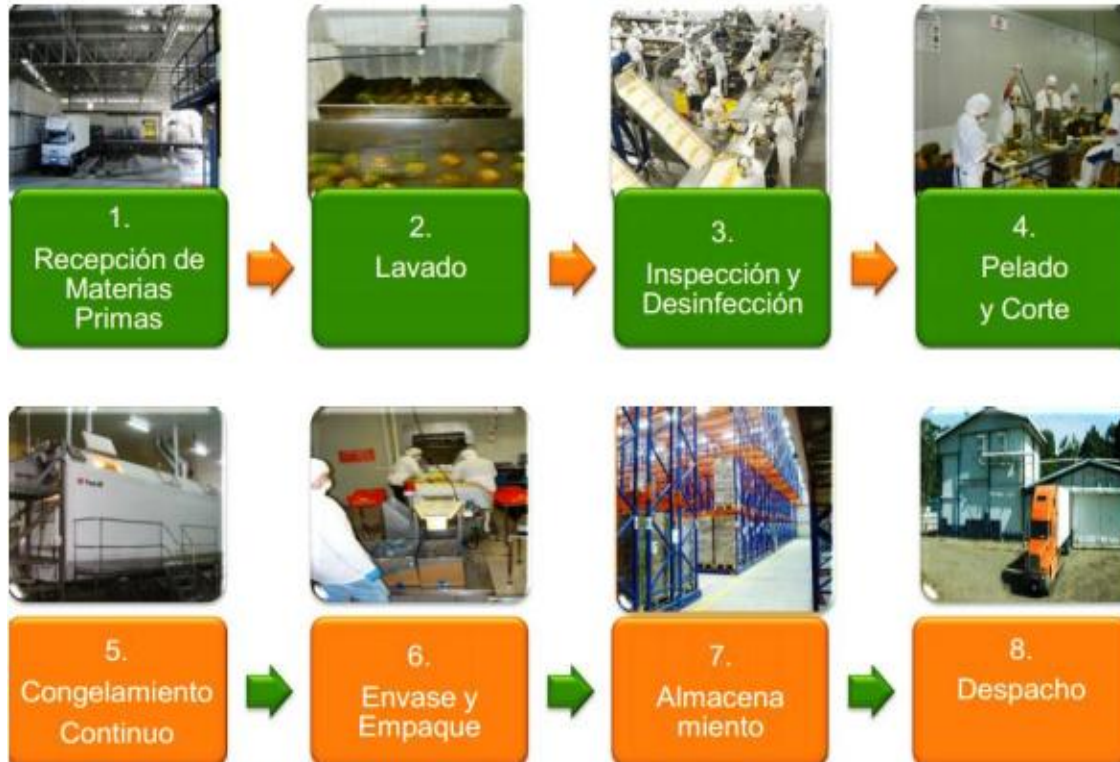 1.
Recepción de
Materias
Primas
2.
Lavado
3.
Inspección y
Desinfección
4.
Pelado
y Corte
5.
Congelamiento
Continuo
6.
Envase y
Empaque
7.
Almacena
miento
8.
Despacho